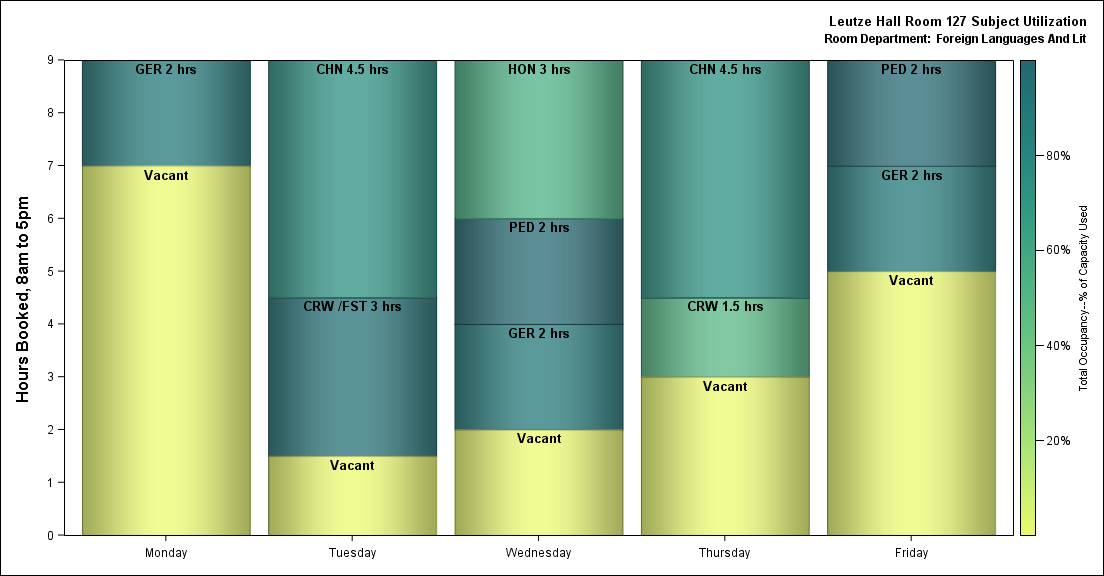 Leutze Hall Room 127 Subject Utilization
Room Department: Foreign Languages And Lit
Hours Booked, 8am to 5pm
9
8
7
6
5
4
3
2
1
0
GER 2 hrs
Vacant
CHN 4.5 hrs
CRW /FST 3 hrs
Vacant
HON 3 hrs
PED 2 hrs
GER 2 hrs
Vacant
CHN 4.5 hrs
CRW 1.5 hrs
Vacant
PED 2 hrs
GER 2 hrs
Vacant
Monday
Tuesday
Wednesday
Thursday
Friday
80%
60%
40%
20%
Total Occupancy--% of Capacity Used